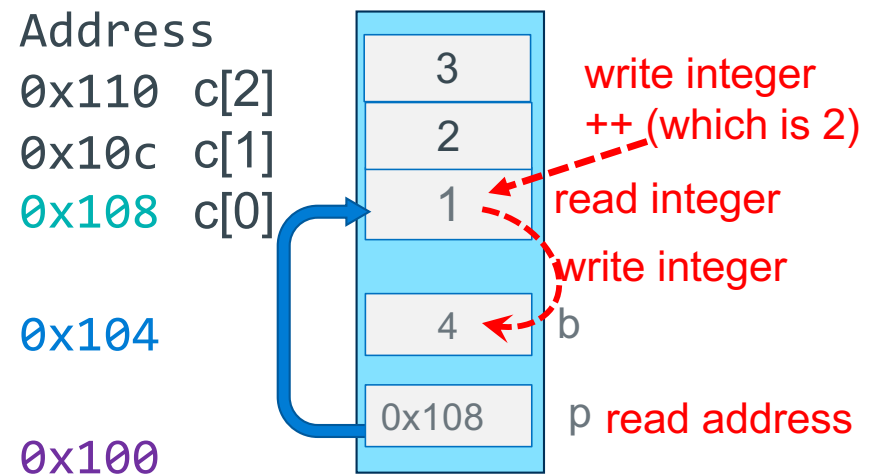 Address
0x110 c[2] 3 write integer
0x10c c[1] 2 ++ (which is 2)
0x108 c[0] 1 read integer
write integer
0x104 4 b
0x108 p read address
0x100